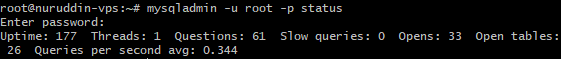 root@nuruddin-vps:~# mysqladmin -u root -p status
Enter password:
Uptime: 177  Threads: 1  Questions: 61  Slow queries: 0  Opens: 33  Open tables:
 26  Queries per second avg: 0.344